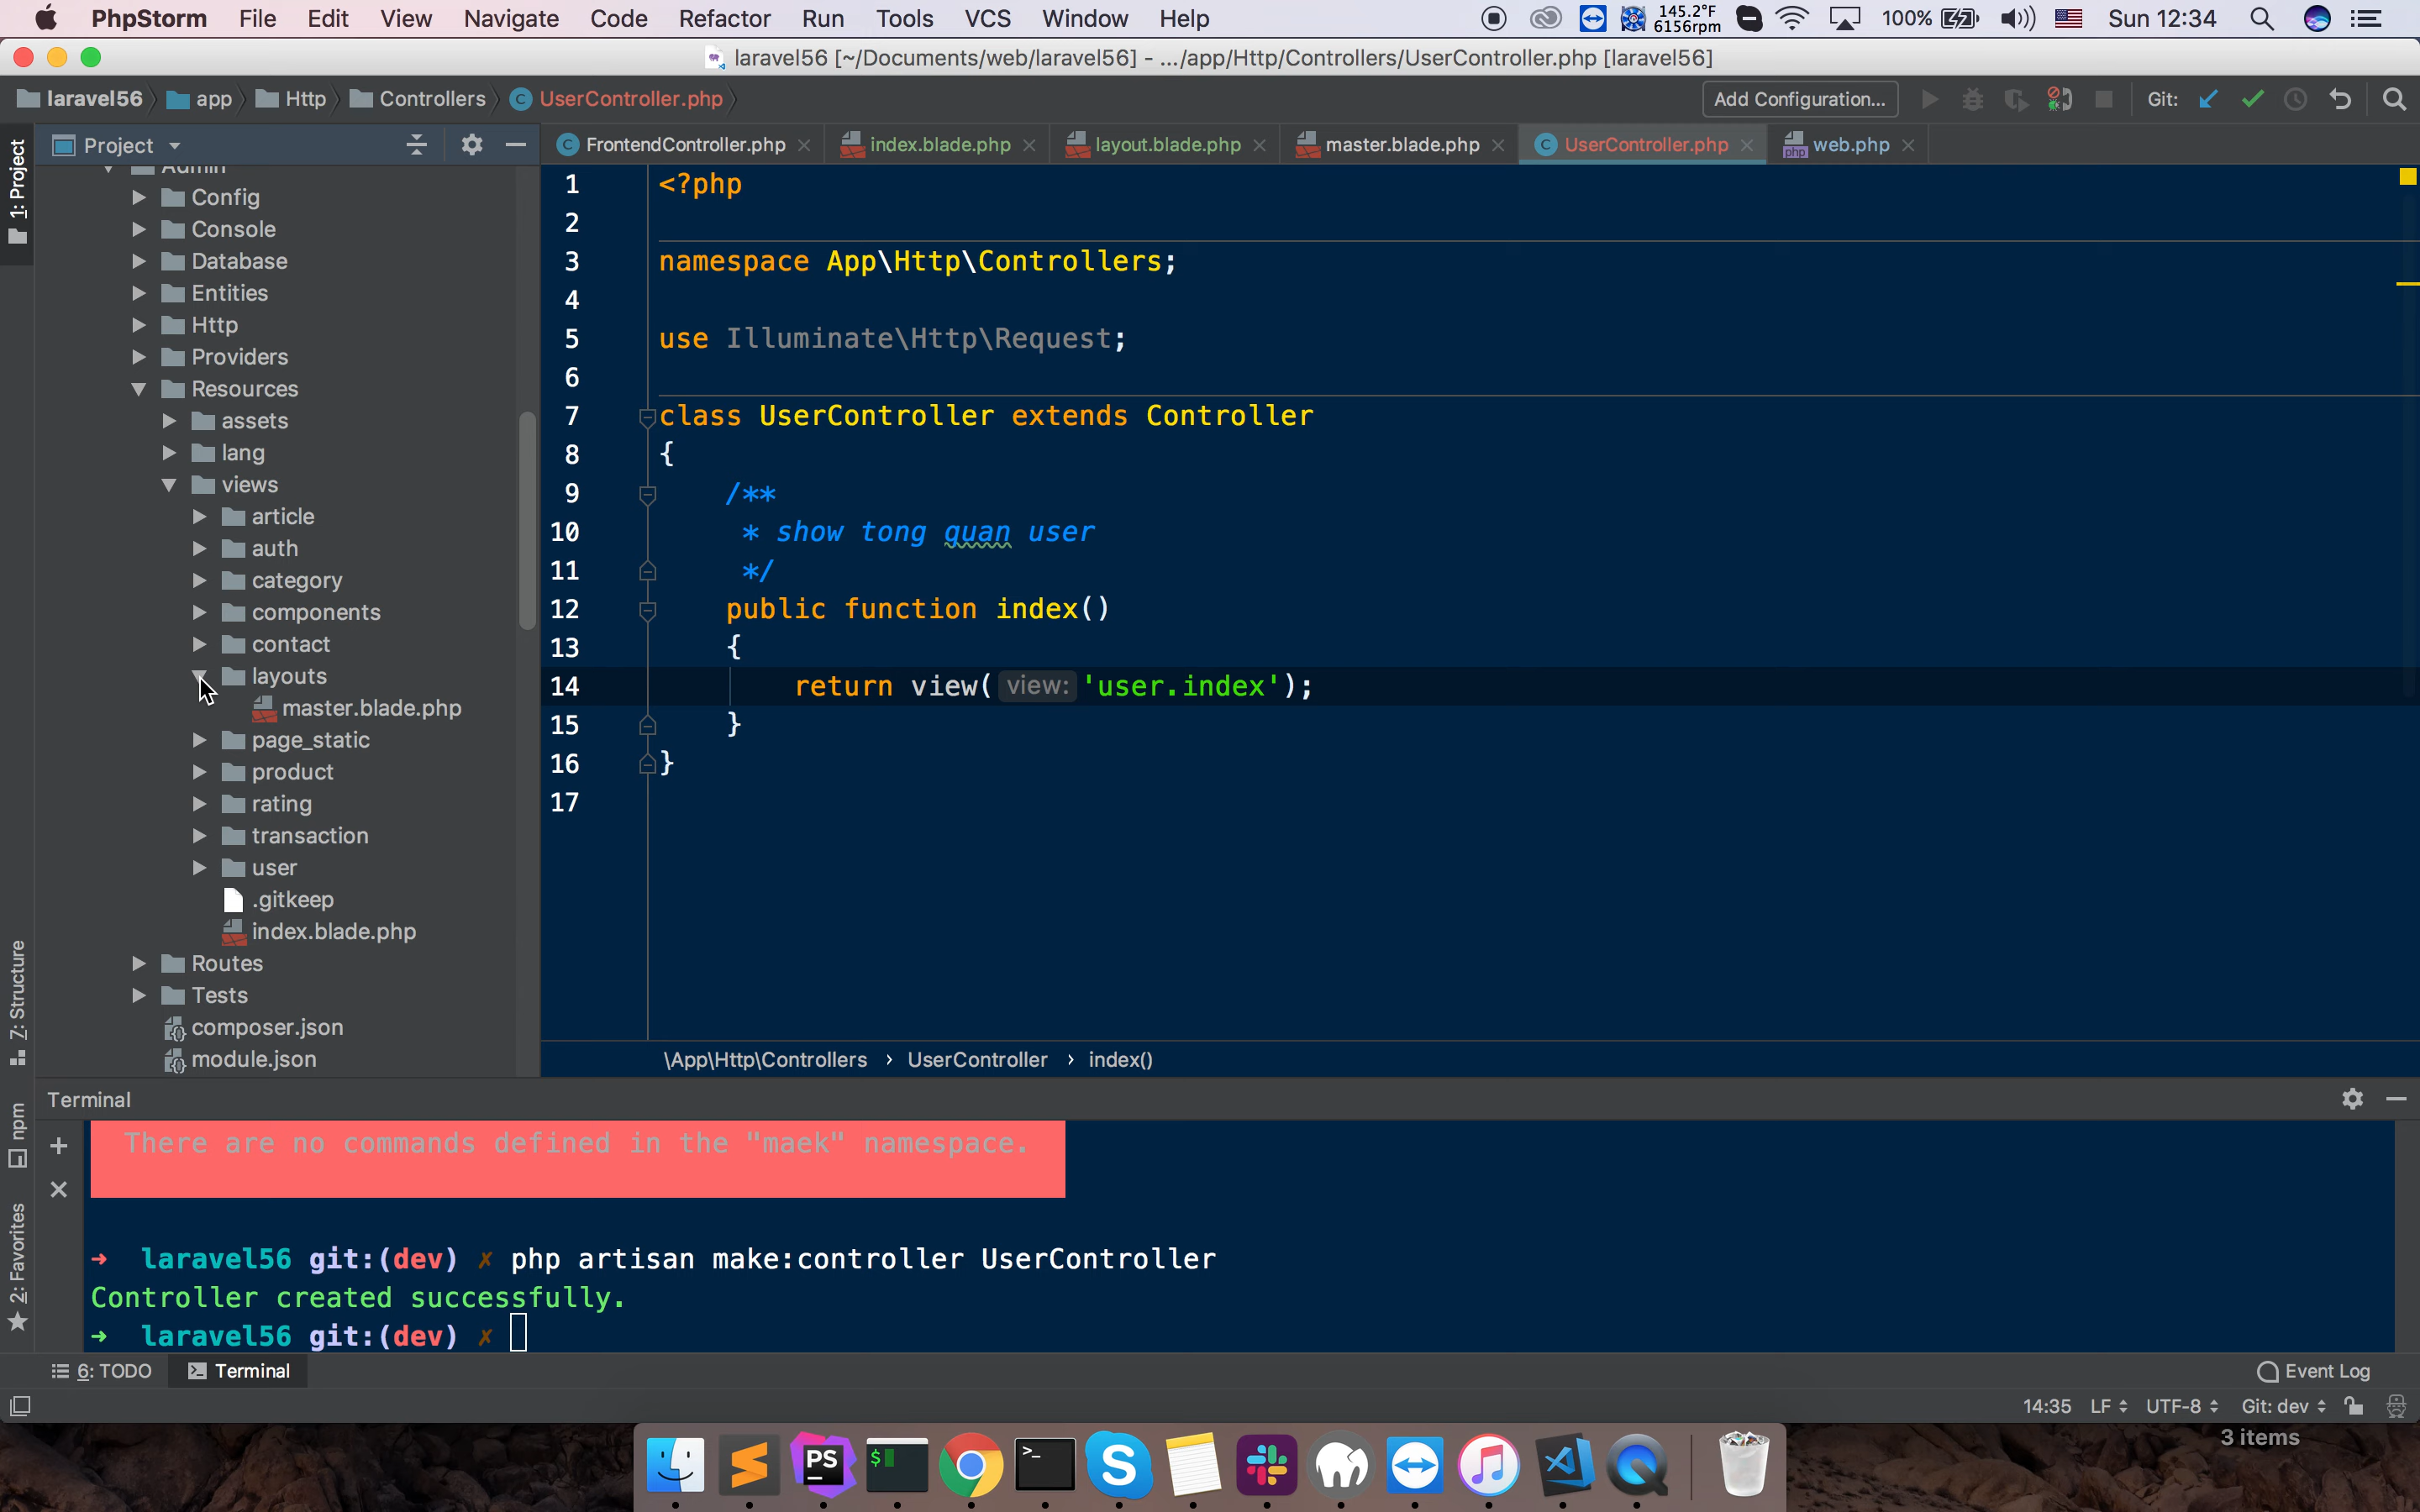 PhpStorm File Edit View Navigate Code Refactor Run Tools VCS Window Help 145.2°F 6156rpm 100% Sun 12:34
laravel56 [~/Documents/web/laravel56] - .../app/Http/Controllers/UserController.php [laravel56]
laravel56 app Http Controllers UserController.php Add Configuration... Git:
Project
FrontendController.php index.blade.php layout.blade.php master.blade.php UserController.php web.php
1: Project
Admin
Config
Console
Database
Entities
Http
Providers
Resources
assets
lang
views
article
auth
category
components
contact
layouts
master.blade.php
page_static
product
rating
transaction
user
.gitkeep
index.blade.php
Routes
Tests
composer.json
module.json
7: Structure
npm
2: Favorites
1 <?php
2
3 namespace App\Http\Controllers;
4
5 use Illuminate\Http\Request;
6
7 class UserController extends Controller
8 {
9 /**
10 * show tong quan user
11 */
12 public function index()
13 {
14 return view( view: 'user.index');
15 }
16 }
17
\App\Http\Controllers › UserController › index()
Terminal
There are no commands defined in the "maek" namespace.
→ laravel56 git:(dev) ✗ php artisan make:controller UserController
Controller created successfully.
→ laravel56 git:(dev) ✗
6: TODO Terminal Event Log
14:35 LF UTF-8 Git: dev
3 items
PS
$
>_
S